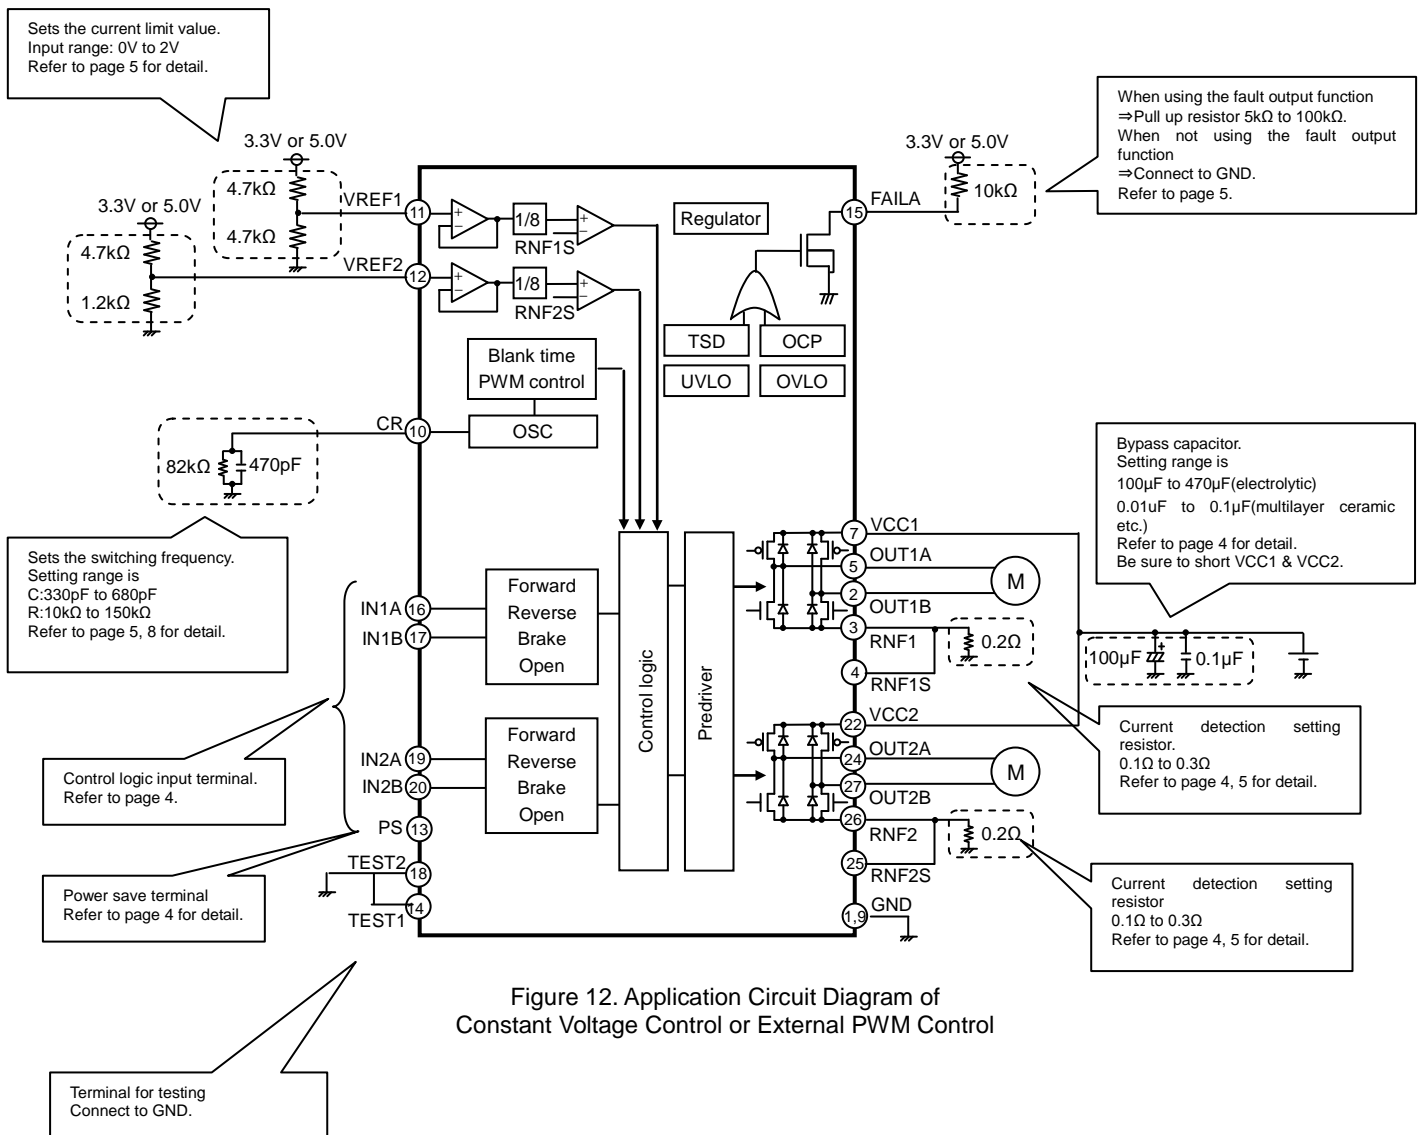 Sets the current limit value.
Input range: 0V to 2V
Refer to page 5 for detail.
When using the fault output function
⇒Pull up resistor 5kΩ to 100kΩ.
When not using the fault output
function
⇒Connect to GND.
Refer to page 5.
3.3V or 5.0V
4.7kΩ
4.7kΩ
3.3V or 5.0V
4.7kΩ
1.2kΩ
VREF1
11
+
−
1/8
RNF1S
+
−
VREF2
12
+
−
1/8
RNF2S
+
−
Regulator
3.3V or 5.0V
10kΩ
15
FAILA
TSD
OCP
UVLO
OVLO
Blank time
PWM control
OSC
CR
10
82kΩ
470pF
Sets the switching frequency.
Setting range is
C:330pF to 680pF
R:10kΩ to 150kΩ
Refer to page 5, 8 for detail.
Bypass capacitor.
Setting range is
100µF to 470µF(electrolytic)
0.01uF to 0.1µF(multilayer ceramic
etc.)
Refer to page 4 for detail.
Be sure to short VCC1 & VCC2.
IN1A
16
IN1B
17
Forward
Reverse
Brake
Open
IN2A
19
IN2B
20
Forward
Reverse
Brake
Open
Control logic
Predriver
7
VCC1
5
OUT1A
M
2
OUT1B
3
RNF1
0.2Ω
4
RNF1S
100µF
+
0.1µF
22
VCC2
24
OUT2A
M
27
OUT2B
26
RNF2
0.2Ω
25
RNF2S
1,9
GND
Control logic input terminal.
Refer to page 4.
PS
13
TEST2
18
14
TEST1
Power save terminal
Refer to page 4 for detail.
Current detection setting
resistor.
0.1Ω to 0.3Ω
Refer to page 4, 5 for detail.
Current detection setting
resistor
0.1Ω to 0.3Ω
Refer to page 4, 5 for detail.
Figure 12. Application Circuit Diagram of
Constant Voltage Control or External PWM Control
Terminal for testing
Connect to GND.